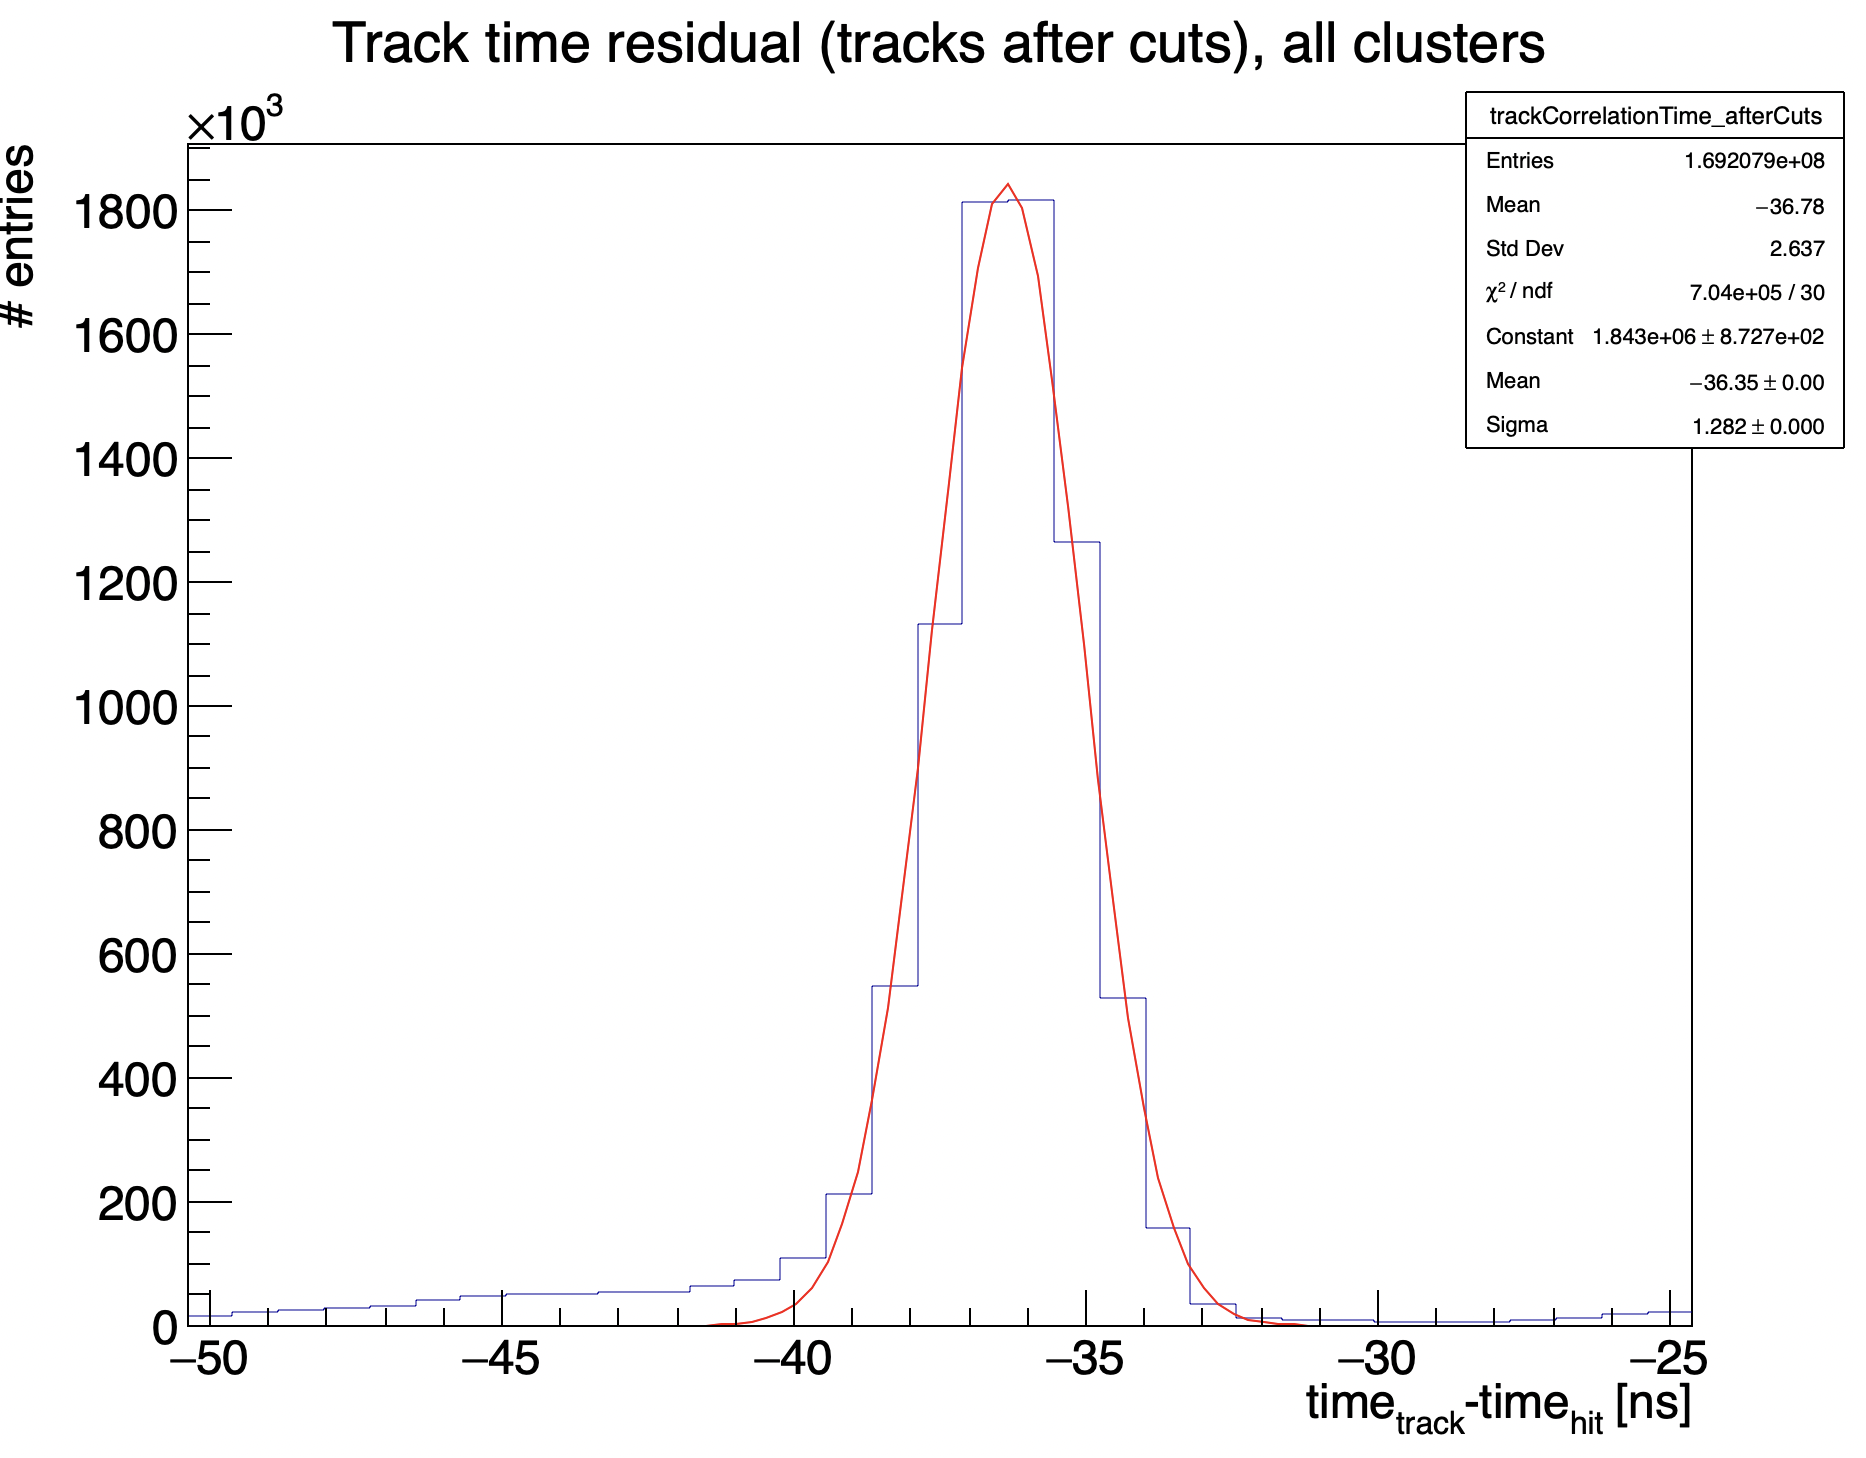 Track time residual (tracks after cuts), all clusters
×10³
# entries
trackCorrelationTime_afterCuts
Entries 1.692079e+08
Mean −36.78
Std Dev 2.637
χ² / ndf 7.04e+05 / 30
Constant 1.843e+06 ± 8.727e+02
Mean −36.35 ± 0.00
Sigma 1.282 ± 0.000
1800
1600
1400
1200
1000
800
600
400
200
0
−50 −45 −40 −35 −30 −25
time_track-time_hit [ns]